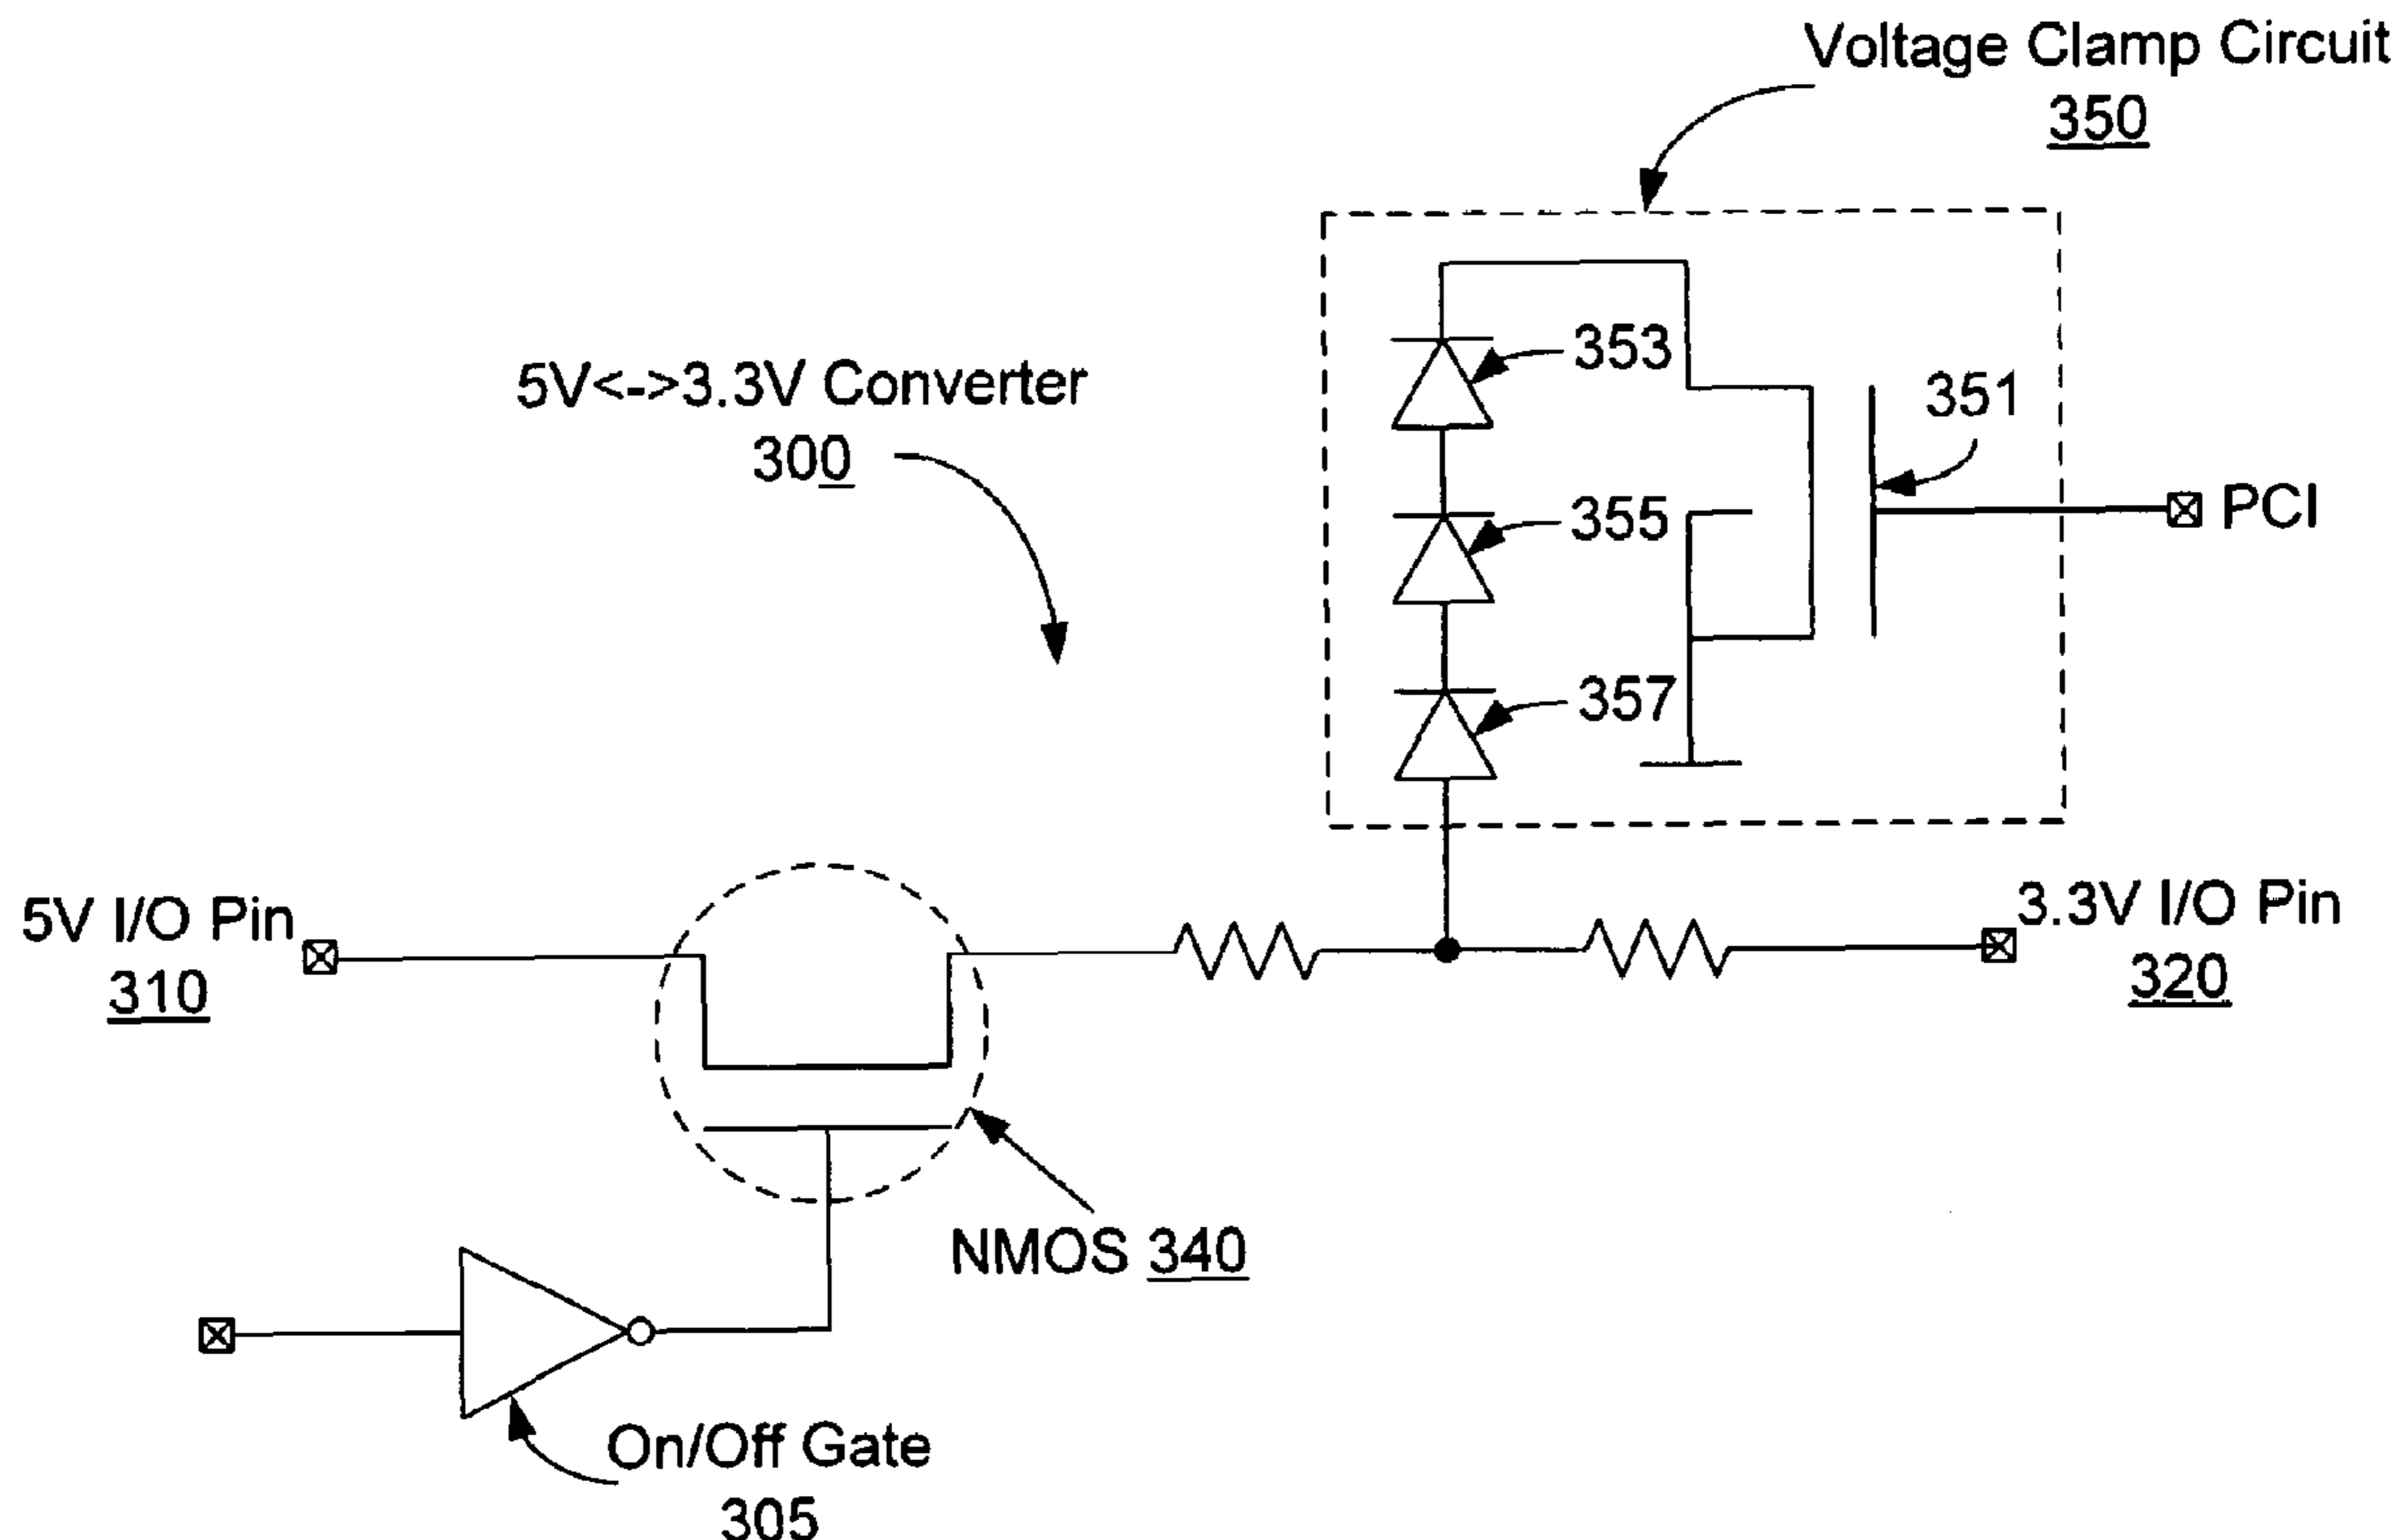 Voltage Clamp Circuit
350
5V<->3.3V Converter
300
353
351
355
PCI
357
5V I/O Pin
310
3.3V I/O Pin
320
NMOS 340
On/Off Gate
305